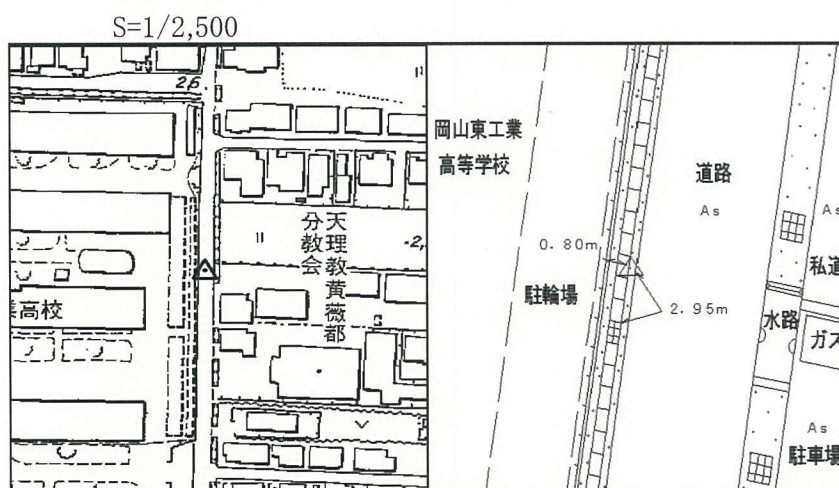 S=1/2,500
26
天理教黄薇都
分教会
-2,
業高校
岡山東工業
高等学校
道路
As
0.80m
駐輪場
2.95m
As
私道
水路
ガス
As
駐車場